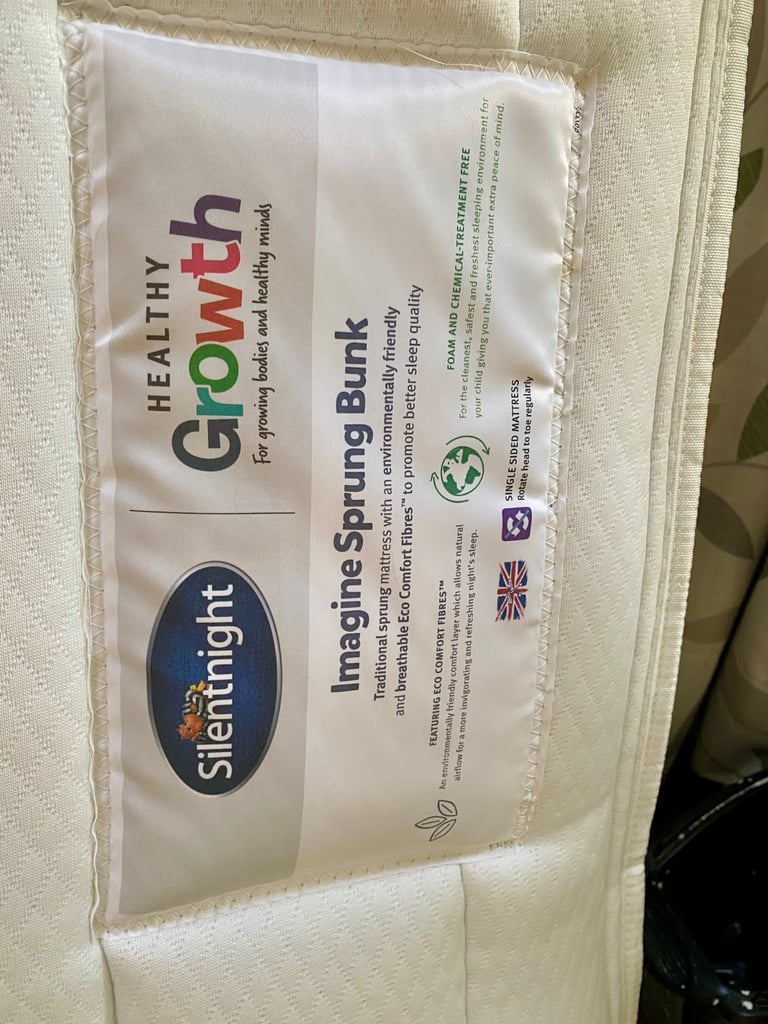 Silentnight
HEALTHY
Growth
For growing bodies and healthy minds
Imagine Sprung Bunk
Traditional sprung mattress with an environmentally friendly
and breathable Eco Comfort Fibres™ to promote better sleep quality
FEATURING ECO COMFORT FIBRES™
An environmentally friendly comfort layer which allows natural
airflow for a more invigorating and refreshing night's sleep.
FOAM AND CHEMICAL-TREATMENT FREE
For the cleanest, safest and freshest sleeping environment for
your child giving you that ever-important extra peace of mind.
SINGLE SIDED MATTRESS
Rotate head to toe regularly